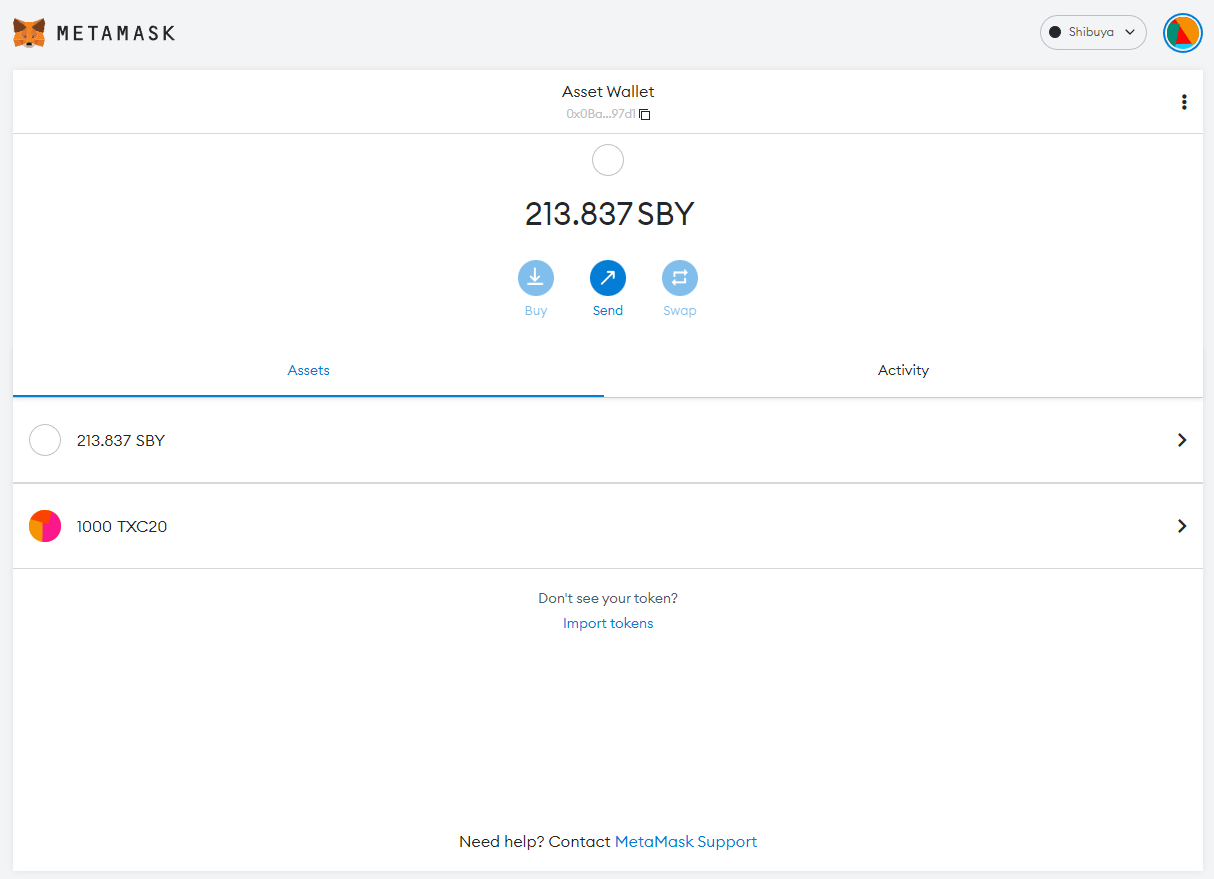 METAMASK
Shibuya
Asset Wallet
0x0Ba...97d1
213.837 SBY
Buy
Send
Swap
Assets
Activity
213.837 SBY
1000 TXC20
Don't see your token?
Import tokens
Need help? Contact MetaMask Support